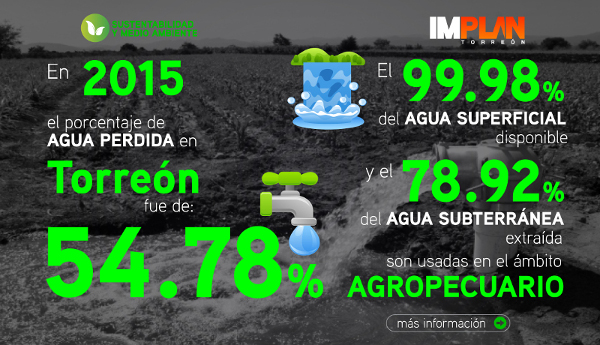 SUSTENTABILIDAD
Y MEDIO AMBIENTE
IMPLAN
TORREÓN
En 2015
el porcentaje de
AGUA PERDIDA en
Torreón
fue de:
54.78%
El 99.98%
del AGUA SUPERFICIAL
disponible
y el 78.92%
del AGUA SUBTERRÁNEA
extraída
son usadas en el ámbito
AGROPECUARIO
más información